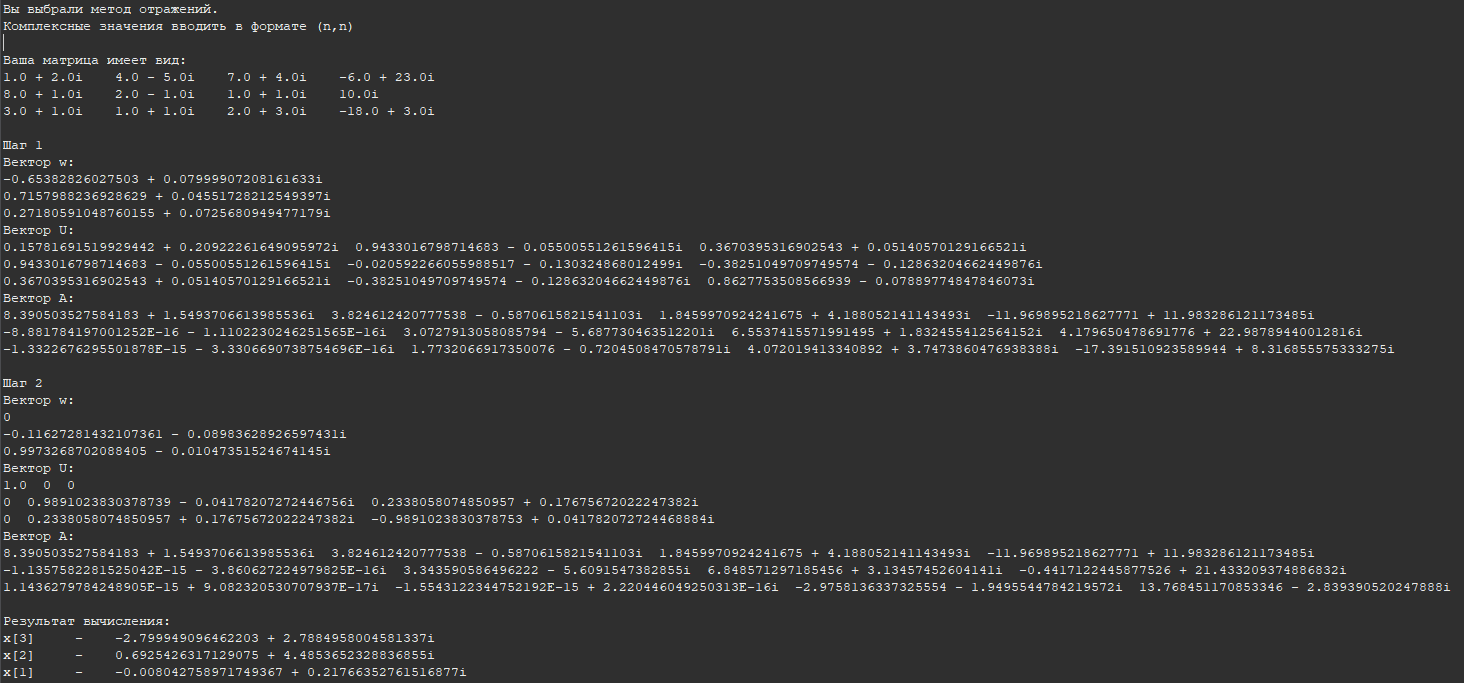 Вы выбрали метод отражений.
Комплексные значения вводить в формате (n,n)
Ваша матрица имеет вид:
1.0 + 2.0i    4.0 - 5.0i    7.0 + 4.0i    -6.0 + 23.0i
8.0 + 1.0i    2.0 - 1.0i    1.0 + 1.0i    10.0i
3.0 + 1.0i    1.0 + 1.0i    2.0 + 3.0i    -18.0 + 3.0i
Шаг 1
Вектор w:
-0.65382826027503 + 0.07999907208161633i
0.7157988236928629 + 0.04551728212549397i
0.27180591048760155 + 0.0725680949477179i
Вектор U:
0.15781691519929442 + 0.20922261649095972i  0.9433016798714683 - 0.05500551261596415i  0.3670395316902543 + 0.05140570129166521i
0.9433016798714683 - 0.05500551261596415i  -0.020592266055988517 - 0.130324868012499i  -0.38251049709749574 - 0.12863204662449876i
0.3670395316902543 + 0.05140570129166521i  -0.38251049709749574 - 0.12863204662449876i  0.8627753508566939 - 0.07889774847846073i
Вектор A:
8.390503527584183 + 1.549370661398553​6i  3.824612420777538 - 0.5870615821541103i  1.8459970924241675 + 4.188052141143493i  -11.969895218627771 + 11.983286121173485i
-8.881784197001252E-16 - 1.1102230246251565E-16i  3.0727913058085794 - 5.687730463512201i  6.5537415571991495 + 1.832455412564152i  4.179650478691776 + 22.98789440012816i
-1.3322676295501878E-15 - 3.3306690738754696E-16i  1.7732066917350076 - 0.7204508470578791i  4.072019413340892 + 3.7473860476938388i  -17.391510923589944 + 8.316855575333275i
Шаг 2
Вектор w:
0
-0.11627281432107361 - 0.08983628926597431i
0.9973268702088405 - 0.01047351524674145i
Вектор U:
1.0  0  0
0  0.9891023830378739 - 0.04178207272446756i  0.2338058074850957 + 0.17675672022247382i
0  0.2338058074850957 + 0.17675672022247382i  -0.9891023830378753 + 0.041782072724468884i
Вектор A:
8.390503527584183 + 1.5493706613985536i  3.824612420777538 - 0.5870615821541103i  1.8459970924241675 + 4.188052141143493i  -11.969895218627771 + 11.983286121173485i
-1.1357582281525042E-15 - 3.860627224979825E-16i  3.343590586496222 - 5.6091547382855i  6.848571297185456 + 3.13457452604141i  -0.4417122445877526 + 21.433209374886832i
1.1436279784248905E-15 + 9.082320530707937E-17i  -1.5543122344752192E-15 + 2.220446049250313E-16i  -2.9758136337325554 - 1.9495544784219572i  13.768451170853346 - 2.839390520247888i
Результат вычисления:
x[3]    -    -2.799949096462203 + 2.7884958004581337i
x[2]    -    0.6925426317129075 + 4.4853652328836855i
x[1]    -    -0.008042758971749367 + 0.21766352761516877i